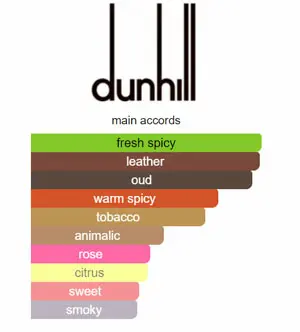 dunhill
main accords
fresh spicy
leather
oud
warm spicy
tobacco
animalic
rose
citrus
sweet
smoky